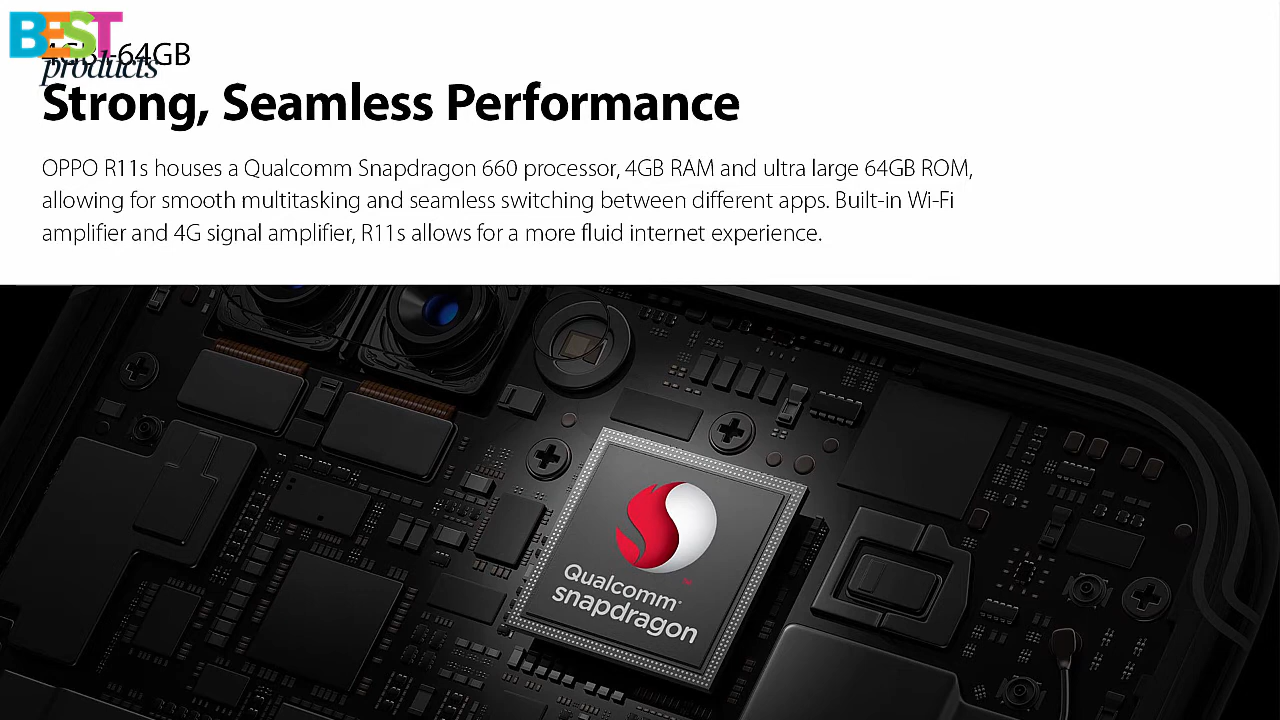 BEST
products
4GB+64GB
Strong, Seamless Performance
OPPO R11s houses a Qualcomm Snapdragon 660 processor, 4GB RAM and ultra large 64GB ROM,
allowing for smooth multitasking and seamless switching between different apps. Built-in Wi-Fi
amplifier and 4G signal amplifier, R11s allows for a more fluid internet experience.
Qualcomm
snapdragon